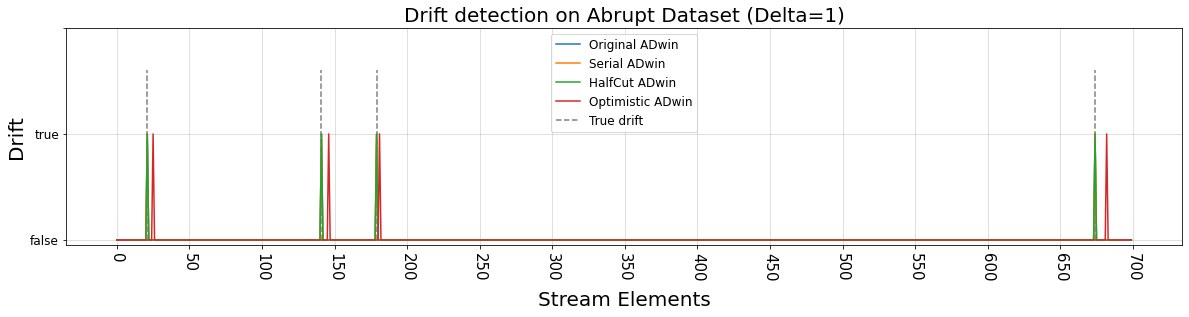 Drift detection on Abrupt Dataset (Delta=1)
Original ADwin
Serial ADwin
HalfCut ADwin
Optimistic ADwin
True drift
Drift
true
false
0 50 100 150 200 250 300 350 400 450 500 550 600 650 700
Stream Elements